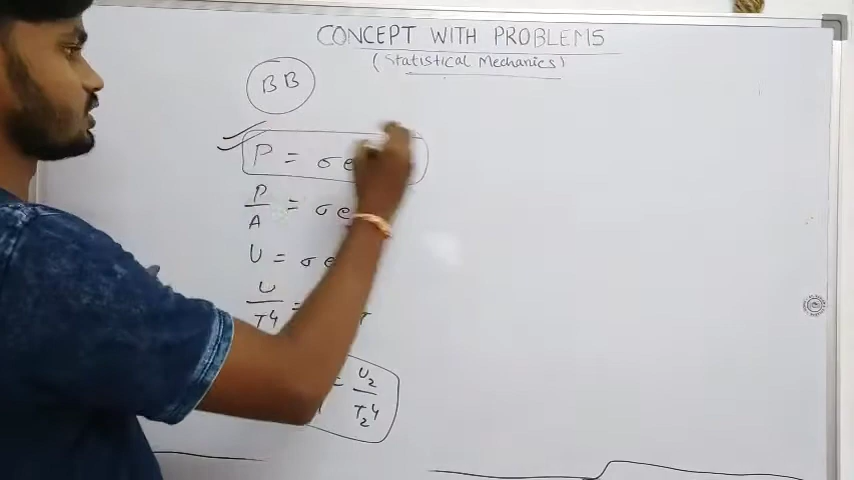 CONCEPT WITH PROBLEMS
(Statistical Mechanics)
BB
P = σe
P/A = σe
U = σe
U/T⁴ =
= U₂/T₂⁴